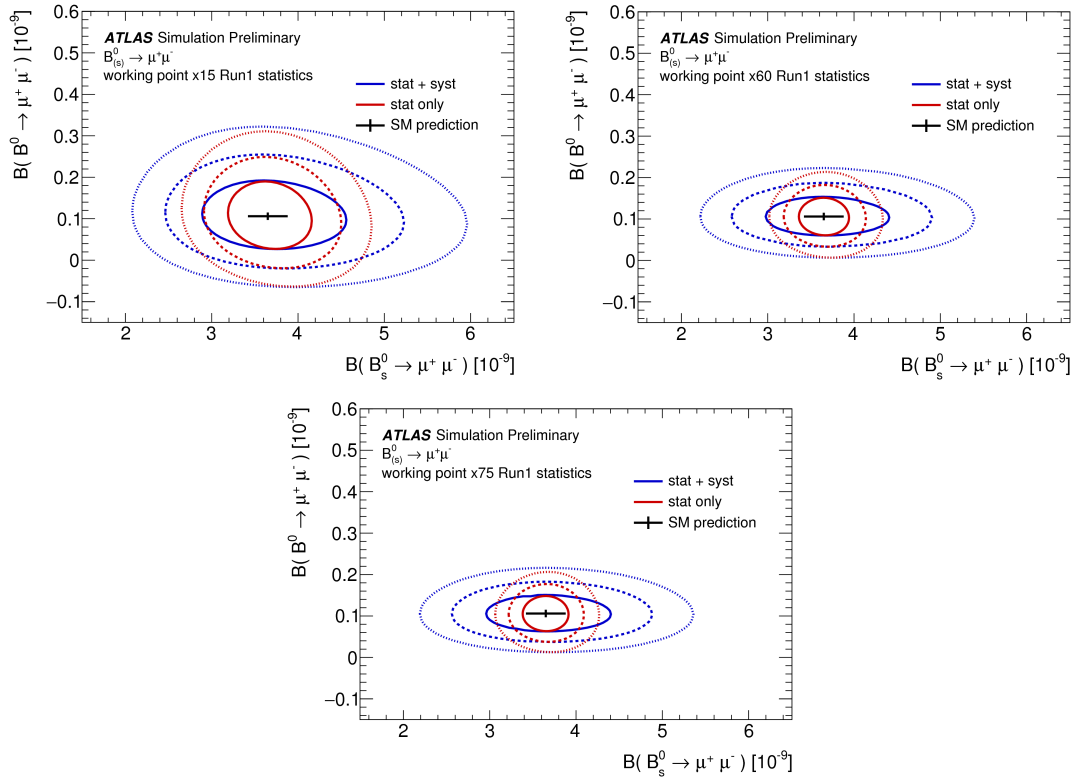 B( B⁰ → μ⁺ μ⁻ ) [10⁻⁹]
0.6
0.5
0.4
0.3
0.2
0.1
0
−0.1
ATLAS Simulation Preliminary
B⁰₍ₛ₎ → μ⁺μ⁻
working point x15 Run1 statistics
stat + syst
stat only
SM prediction
2 3 4 5 6
B( B⁰ₛ → μ⁺ μ⁻ ) [10⁻⁹]
B( B⁰ → μ⁺ μ⁻ ) [10⁻⁹]
0.6
0.5
0.4
0.3
0.2
0.1
0
−0.1
ATLAS Simulation Preliminary
B⁰₍ₛ₎ → μ⁺μ⁻
working point x60 Run1 statistics
stat + syst
stat only
SM prediction
2 3 4 5 6
B( B⁰ₛ → μ⁺ μ⁻ ) [10⁻⁹]
B( B⁰ → μ⁺ μ⁻ ) [10⁻⁹]
0.6
0.5
0.4
0.3
0.2
0.1
0
−0.1
ATLAS Simulation Preliminary
B⁰₍ₛ₎ → μ⁺μ⁻
working point x75 Run1 statistics
stat + syst
stat only
SM prediction
2 3 4 5 6
B( B⁰ₛ → μ⁺ μ⁻ ) [10⁻⁹]